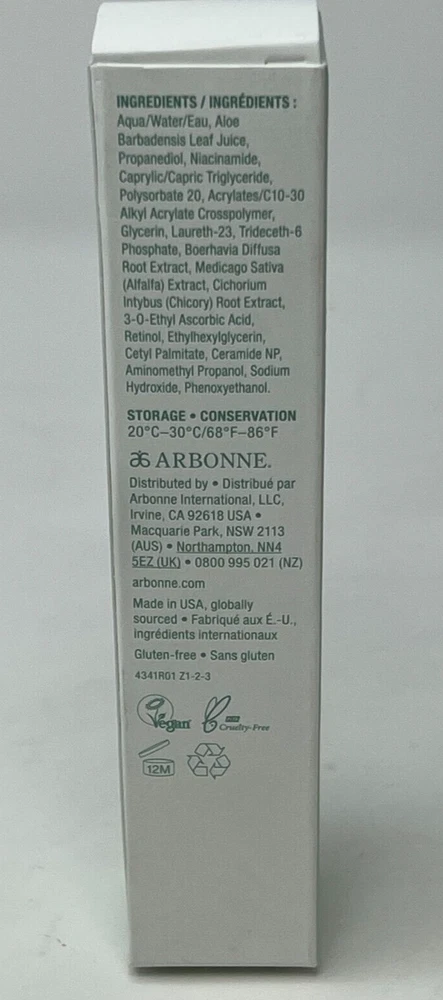 INGREDIENTS / INGRÉDIENTS :
Aqua/Water/Eau, Aloe
Barbadensis Leaf Juice,
Propanediol, Niacinamide,
Caprylic/Capric Triglyceride,
Polysorbate 20, Acrylates/C10-30
Alkyl Acrylate Crosspolymer,
Glycerin, Laureth-23, Trideceth-6
Phosphate, Boerhavia Diffusa
Root Extract, Medicago Sativa
(Alfalfa) Extract, Cichorium
Intybus (Chicory) Root Extract,
3-O-Ethyl Ascorbic Acid,
Retinol, Ethylhexylglycerin,
Cetyl Palmitate, Ceramide NP,
Aminomethyl Propanol, Sodium
Hydroxide, Phenoxyethanol.
STORAGE • CONSERVATION
20°C–30°C/68°F–86°F
ARBONNE.
Distributed by • Distribué par
Arbonne International, LLC,
Irvine, CA 92618 USA •
Macquarie Park, NSW 2113
(AUS) • Northampton, NN4
5EZ (UK) • 0800 995 021 (NZ)
arbonne.com
Made in USA, globally
sourced • Fabriqué aux É.-U.,
ingrédients internationaux
Gluten-free • Sans gluten
4341R01 Z1-2-3
Vegan
Cruelty-Free
12M